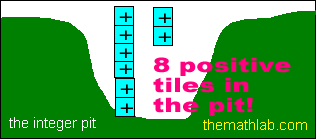 + +
+ +
+
+
+
+
8 positive
tiles in
the pit!
the integer pit themathlab.com